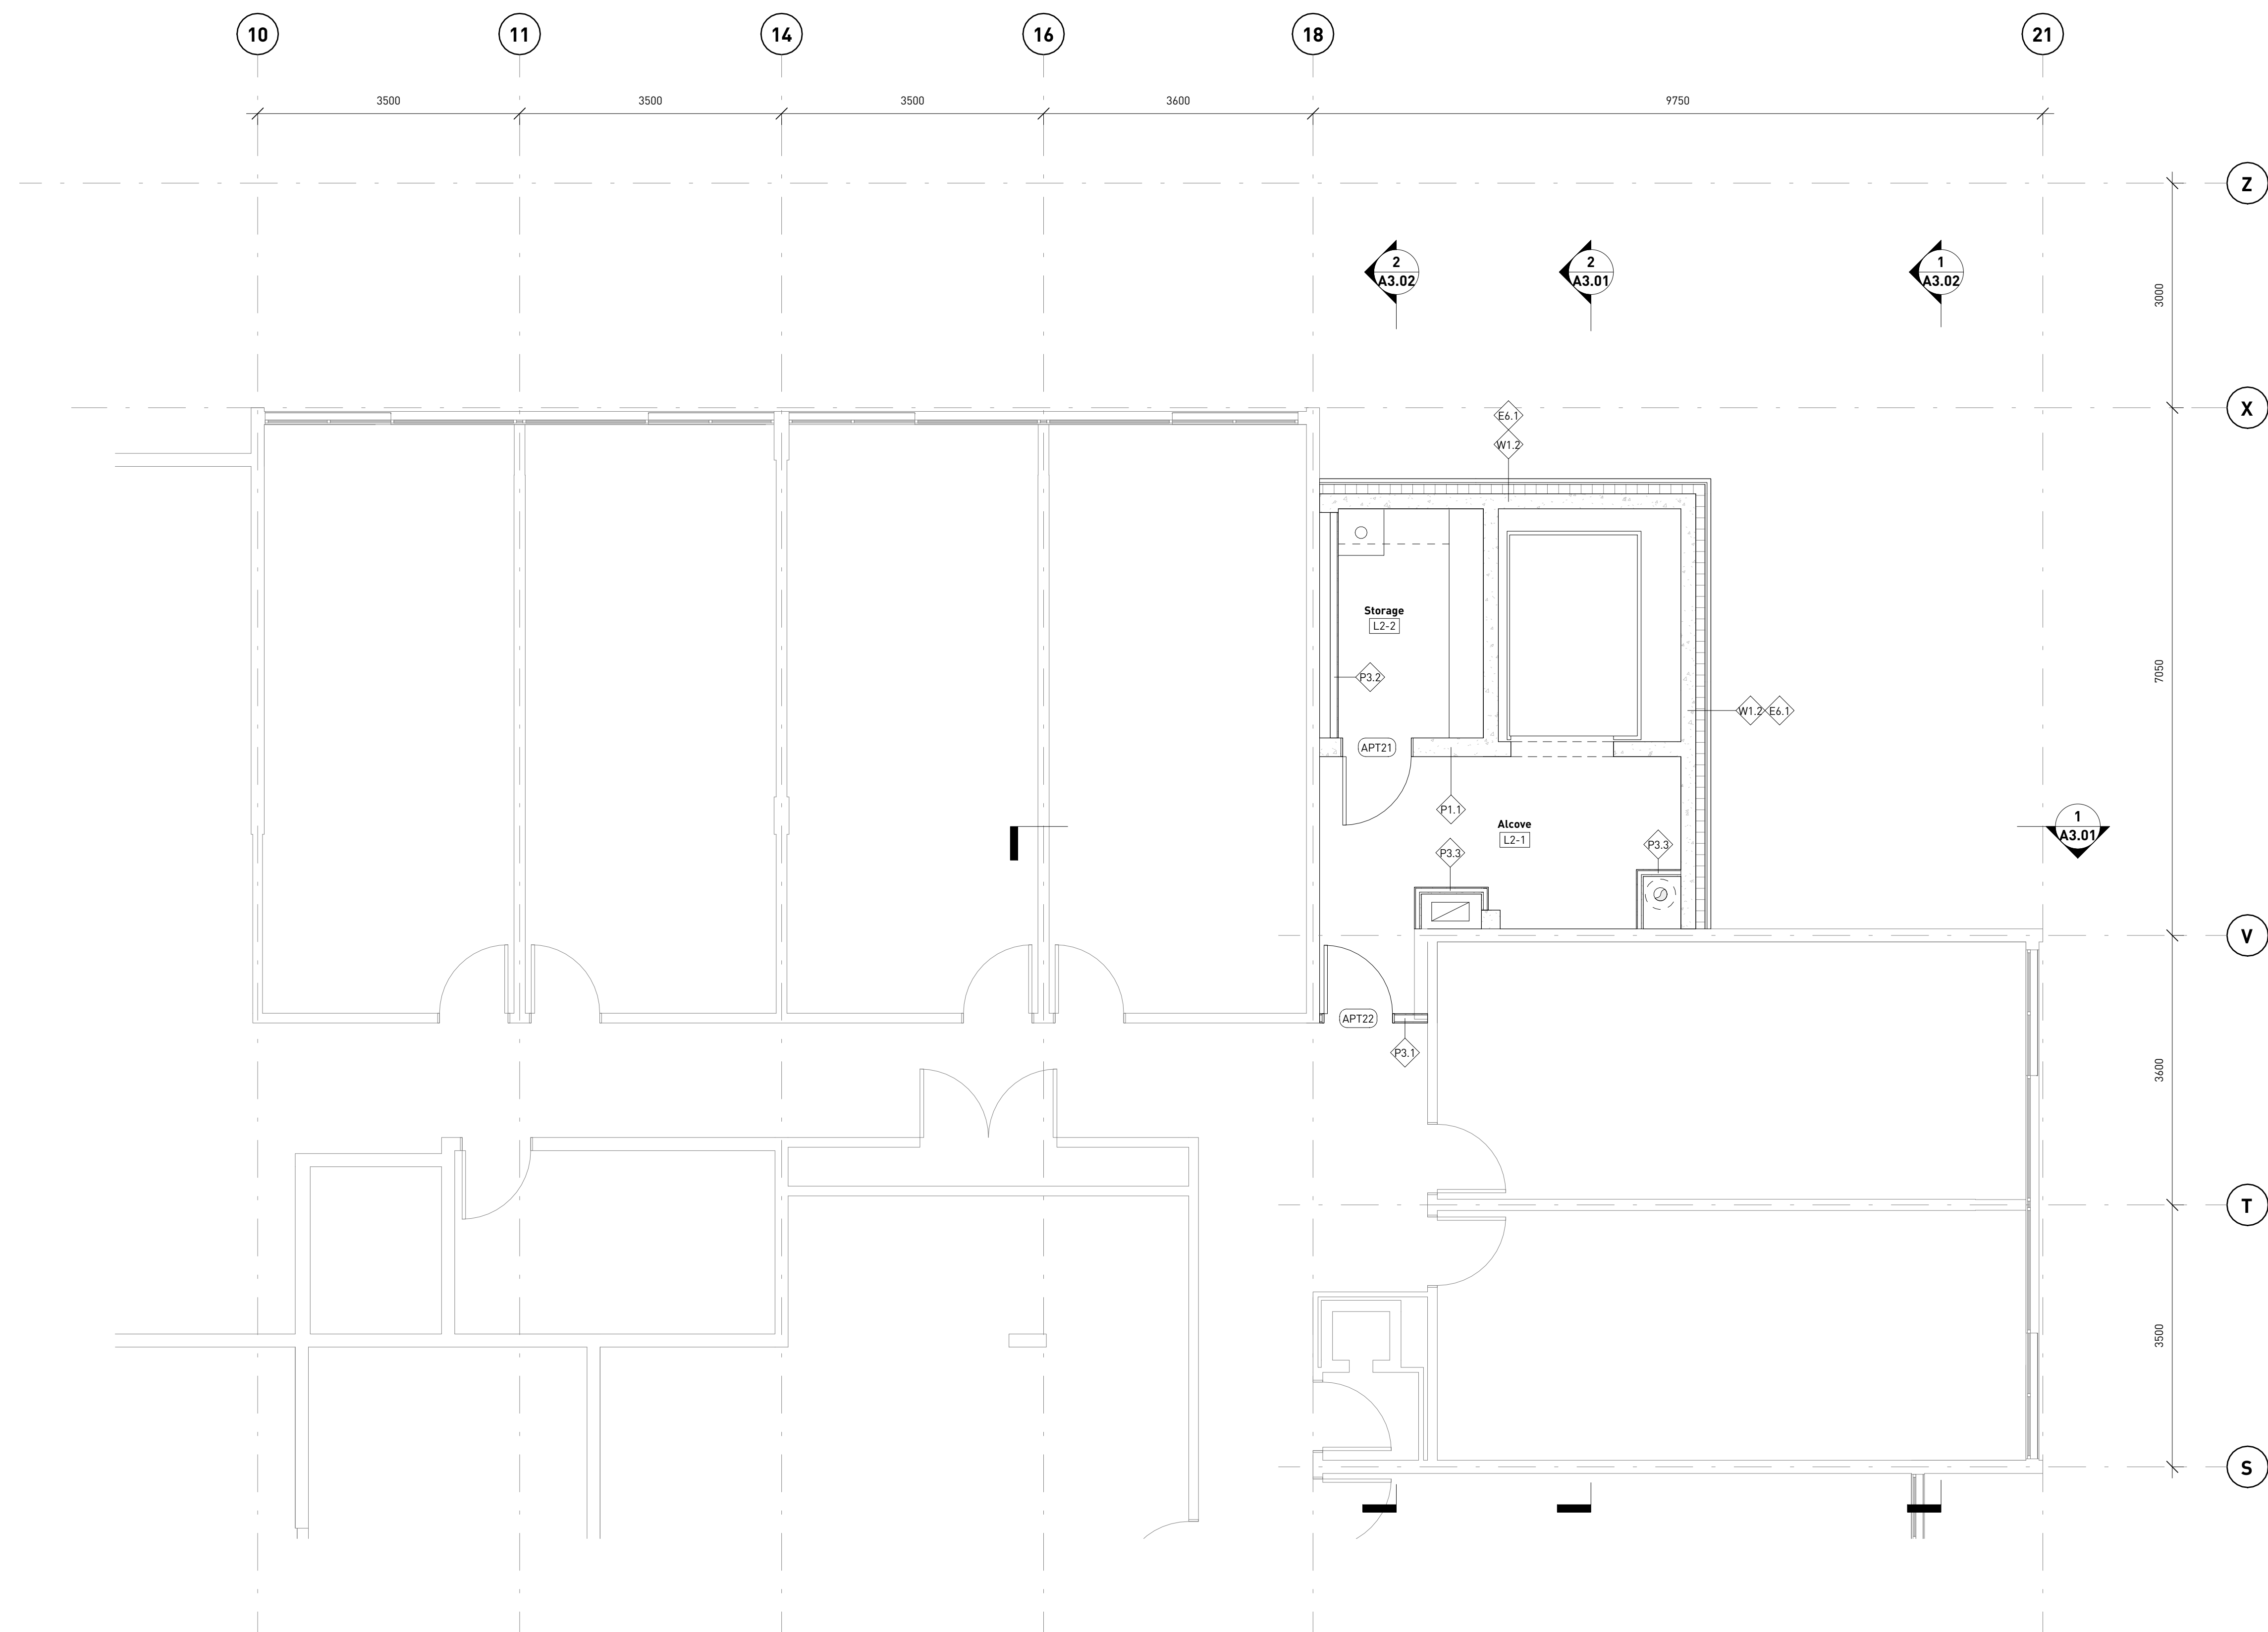 10
11
14
16
18
21
3500
3500
3500
3600
9750
Z
2
A3.02
2
A3.01
1
A3.02
3000
X
E6.1
W1.2
Storage
L2-2
P3.2
7050
W1.2
E6.1
APT21
P1.1
Alcove
L2-1
P3.3
P3.3
1
A3.01
V
APT22
P3.1
3600
T
3500
S